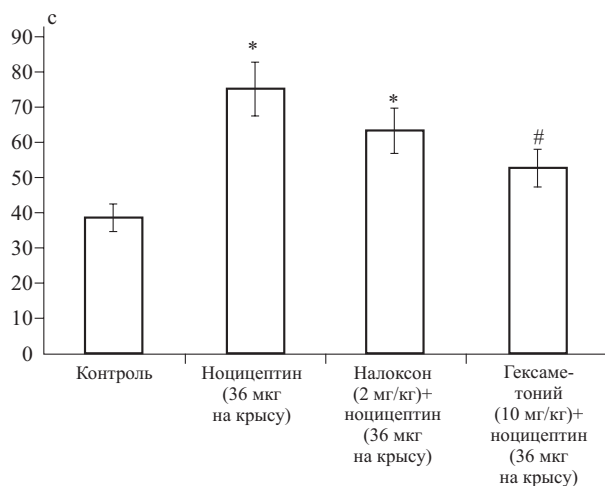 с
90
80
70
60
50
40
30
20
10
0
*
*
#
Контроль
Ноцицептин
(36 мкг
на крысу)
Налоксон
(2 мг/кг)+
ноцицептин
(36 мкг
на крысу)
Гексаме-
тоний
(10 мг/кг)+
ноцицептин
(36 мкг
на крысу)